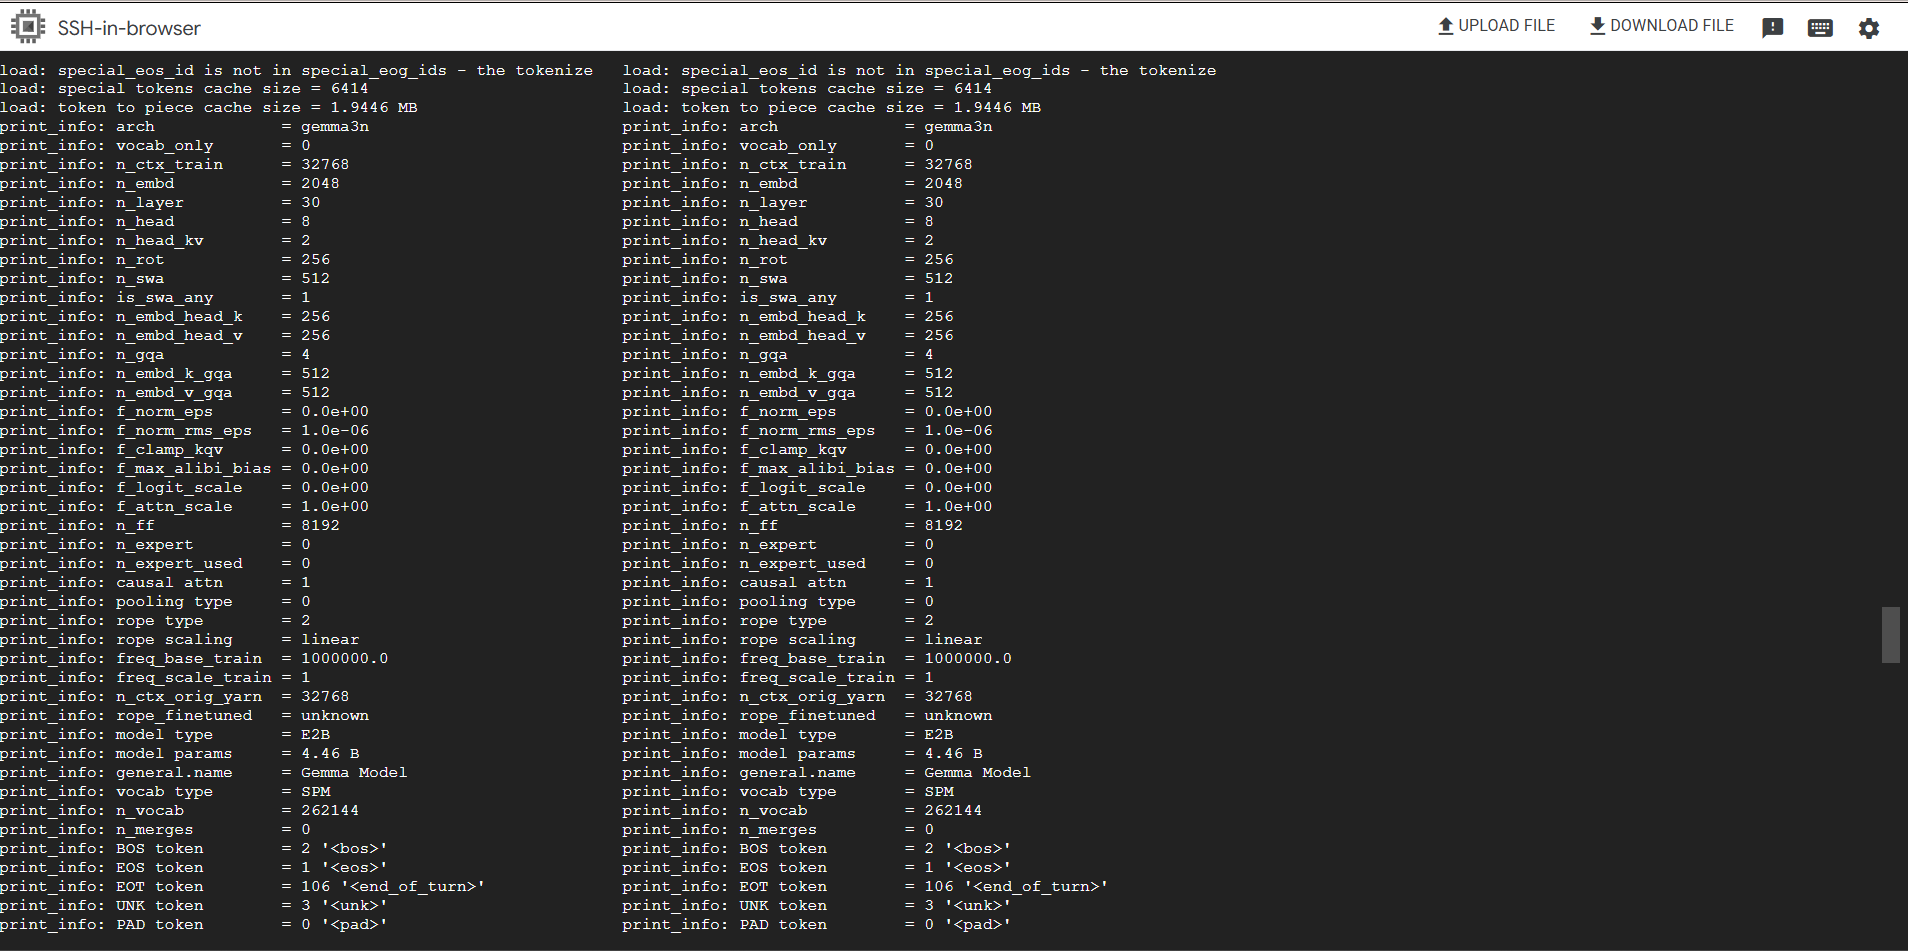 SSH-in-browser UPLOAD FILE DOWNLOAD FILE
load: special_eos_id is not in special_eog_ids - the tokenize load: special_eos_id is not in special_eog_ids - the tokenize
load: special tokens cache size = 6414 load: special tokens cache size = 6414
load: token to piece cache size = 1.9446 MB load: token to piece cache size = 1.9446 MB
print_info: arch = gemma3n print_info: arch = gemma3n
print_info: vocab_only = 0 print_info: vocab_only = 0
print_info: n_ctx_train = 32768 print_info: n_ctx_train = 32768
print_info: n_embd = 2048 print_info: n_embd = 2048
print_info: n_layer = 30 print_info: n_layer = 30
print_info: n_head = 8 print_info: n_head = 8
print_info: n_head_kv = 2 print_info: n_head_kv = 2
print_info: n_rot = 256 print_info: n_rot = 256
print_info: n_swa = 512 print_info: n_swa = 512
print_info: is_swa_any = 1 print_info: is_swa_any = 1
print_info: n_embd_head_k = 256 print_info: n_embd_head_k = 256
print_info: n_embd_head_v = 256 print_info: n_embd_head_v = 256
print_info: n_gqa = 4 print_info: n_gqa = 4
print_info: n_embd_k_gqa = 512 print_info: n_embd_k_gqa = 512
print_info: n_embd_v_gqa = 512 print_info: n_embd_v_gqa = 512
print_info: f_norm_eps = 0.0e+00 print_info: f_norm_eps = 0.0e+00
print_info: f_norm_rms_eps = 1.0e-06 print_info: f_norm_rms_eps = 1.0e-06
print_info: f_clamp_kqv = 0.0e+00 print_info: f_clamp_kqv = 0.0e+00
print_info: f_max_alibi_bias = 0.0e+00 print_info: f_max_alibi_bias = 0.0e+00
print_info: f_logit_scale = 0.0e+00 print_info: f_logit_scale = 0.0e+00
print_info: f_attn_scale = 1.0e+00 print_info: f_attn_scale = 1.0e+00
print_info: n_ff = 8192 print_info: n_ff = 8192
print_info: n_expert = 0 print_info: n_expert = 0
print_info: n_expert_used = 0 print_info: n_expert_used = 0
print_info: causal attn = 1 print_info: causal attn = 1
print_info: pooling type = 0 print_info: pooling type = 0
print_info: rope type = 2 print_info: rope type = 2
print_info: rope scaling = linear print_info: rope scaling = linear
print_info: freq_base_train = 1000000.0 print_info: freq_base_train = 1000000.0
print_info: freq_scale_train = 1 print_info: freq_scale_train = 1
print_info: n_ctx_orig_yarn = 32768 print_info: n_ctx_orig_yarn = 32768
print_info: rope_finetuned = unknown print_info: rope_finetuned = unknown
print_info: model type = E2B print_info: model type = E2B
print_info: model params = 4.46 B print_info: model params = 4.46 B
print_info: general.name = Gemma Model print_info: general.name = Gemma Model
print_info: vocab type = SPM print_info: vocab type = SPM
print_info: n_vocab = 262144 print_info: n_vocab = 262144
print_info: n_merges = 0 print_info: n_merges = 0
print_info: BOS token = 2 '<bos>' print_info: BOS token = 2 '<bos>'
print_info: EOS token = 1 '<eos>' print_info: EOS token = 1 '<eos>'
print_info: EOT token = 106 '<end_of_turn>' print_info: EOT token = 106 '<end_of_turn>'
print_info: UNK token = 3 '<unk>' print_info: UNK token = 3 '<unk>'
print_info: PAD token = 0 '<pad>' print_info: PAD token = 0 '<pad>'